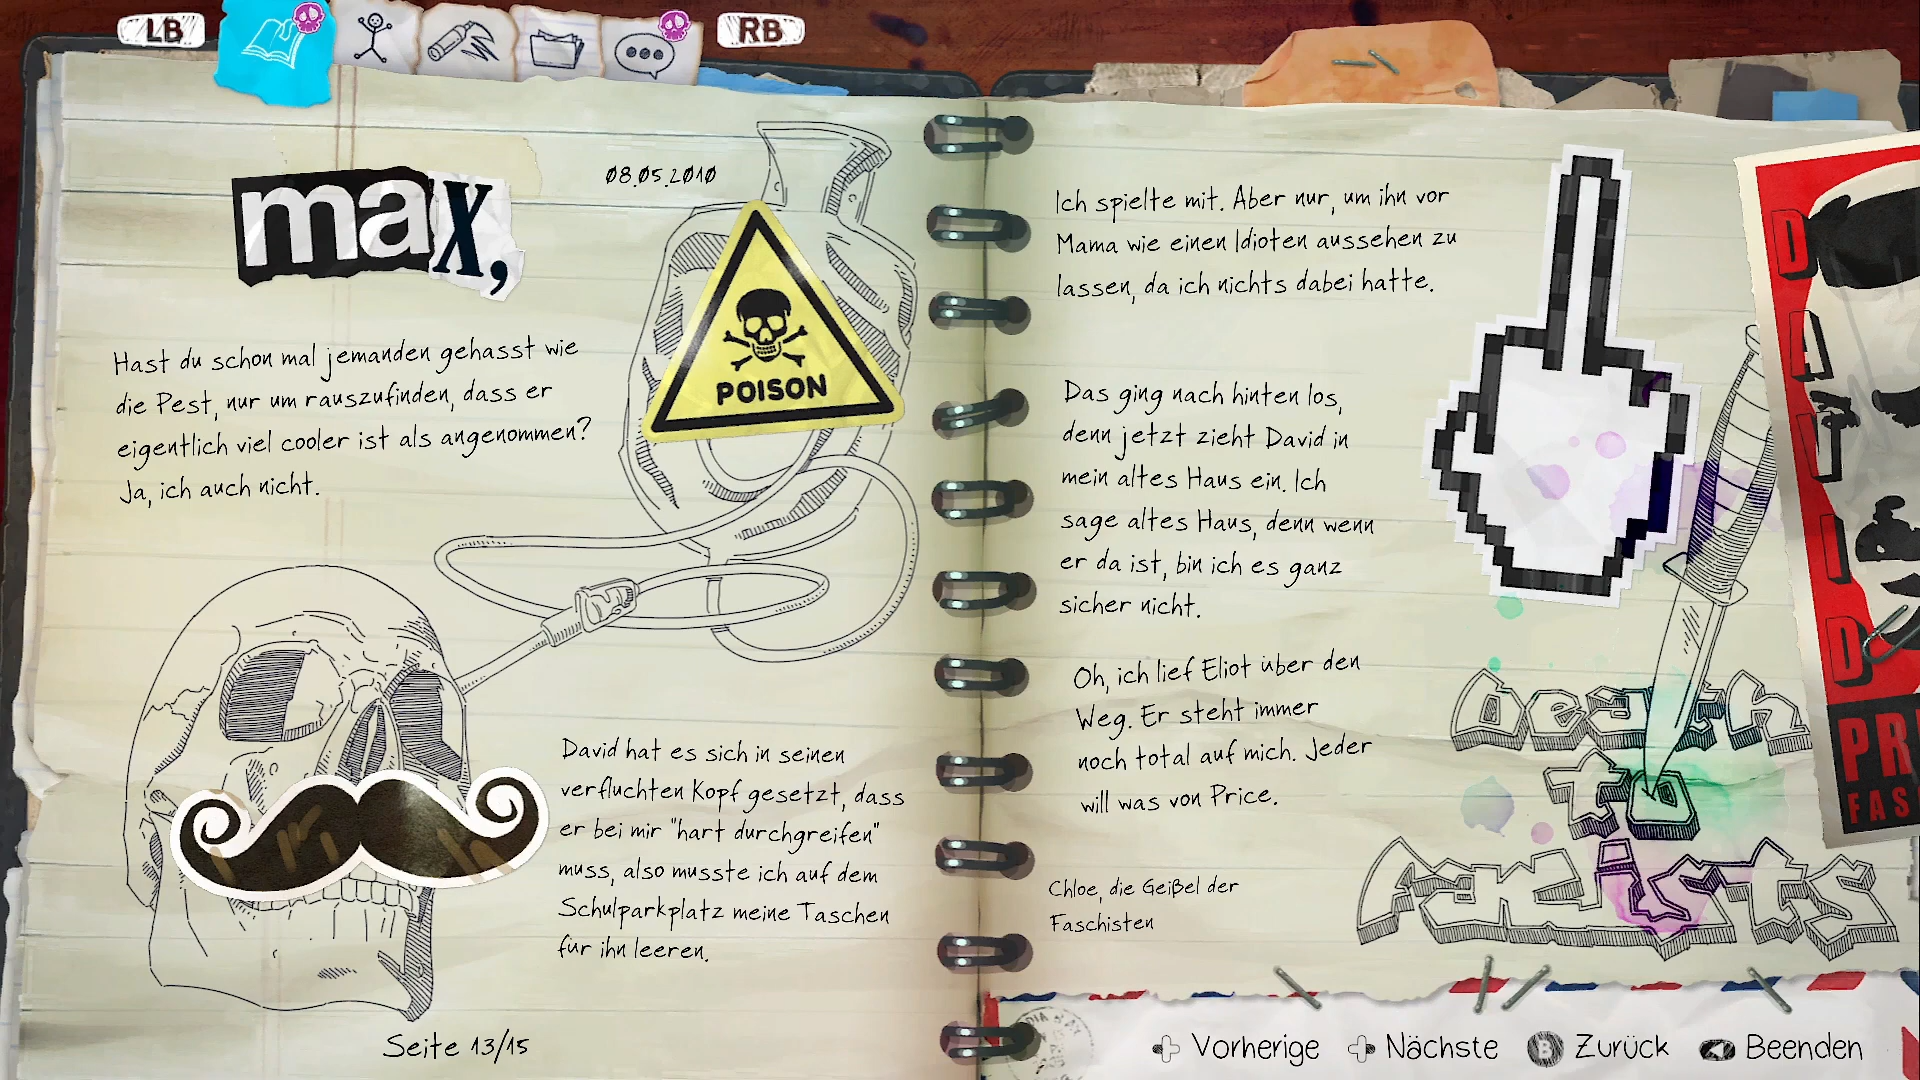 LB
RB
max,
08.05.2010
POISON
Hast du schon mal jemanden gehasst wie
die Pest, nur um rauszufinden, dass er
eigentlich viel cooler ist als angenommen?
Ja, ich auch nicht.
David hat es sich in seinen
verfluchten Kopf gesetzt, dass
er bei mir "hart durchgreifen"
muss, also musste ich auf dem
Schulparkplatz meine Taschen
für ihn leeren.
Seite 13/15
Ich spielte mit. Aber nur, um ihn vor
Mama wie einen Idioten aussehen zu
lassen, da ich nichts dabei hatte.
Das ging nach hinten los,
denn jetzt zieht David in
mein altes Haus ein. Ich
sage altes Haus, denn wenn
er da ist, bin ich es ganz
sicher nicht.
Oh, ich lief Eliot über den
Weg. Er steht immer
noch total auf mich. Jeder
will was von Price.
Chloe, die Geißel der
Faschisten
Death
to
DAVID
PR
FAS
Vorherige
Nächste
B Zurück
Beenden